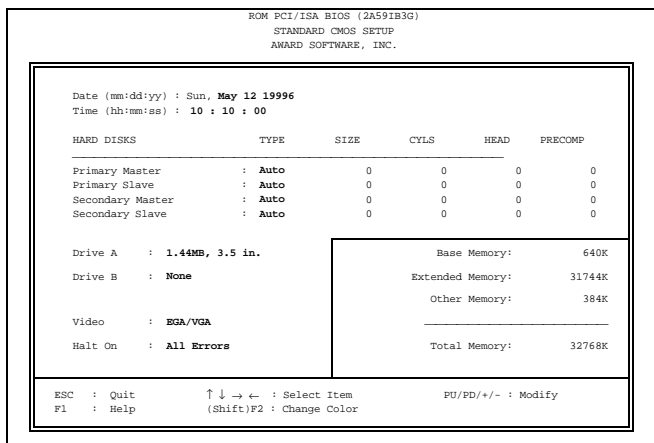 ROM PCI/ISA BIOS (2A59IB3G)
STANDARD CMOS SETUP
AWARD SOFTWARE, INC.
Date (mm:dd:yy) : Sun, May 12 19996
Time (hh:mm:ss) : 10 : 10 : 00
HARD DISKS TYPE SIZE CYLS HEAD PRECOMP
Primary Master : Auto 0 0 0 0
Primary Slave : Auto 0 0 0 0
Secondary Master : Auto 0 0 0 0
Secondary Slave : Auto 0 0 0 0
Drive A : 1.44MB, 3.5 in.
Drive B : None
Video : EGA/VGA
Halt On : All Errors
Base Memory: 640K
Extended Memory: 31744K
Other Memory: 384K
Total Memory: 32768K
ESC : Quit ↑ ↓ → ← : Select Item PU/PD/+/- : Modify
F1 : Help (Shift)F2 : Change Color